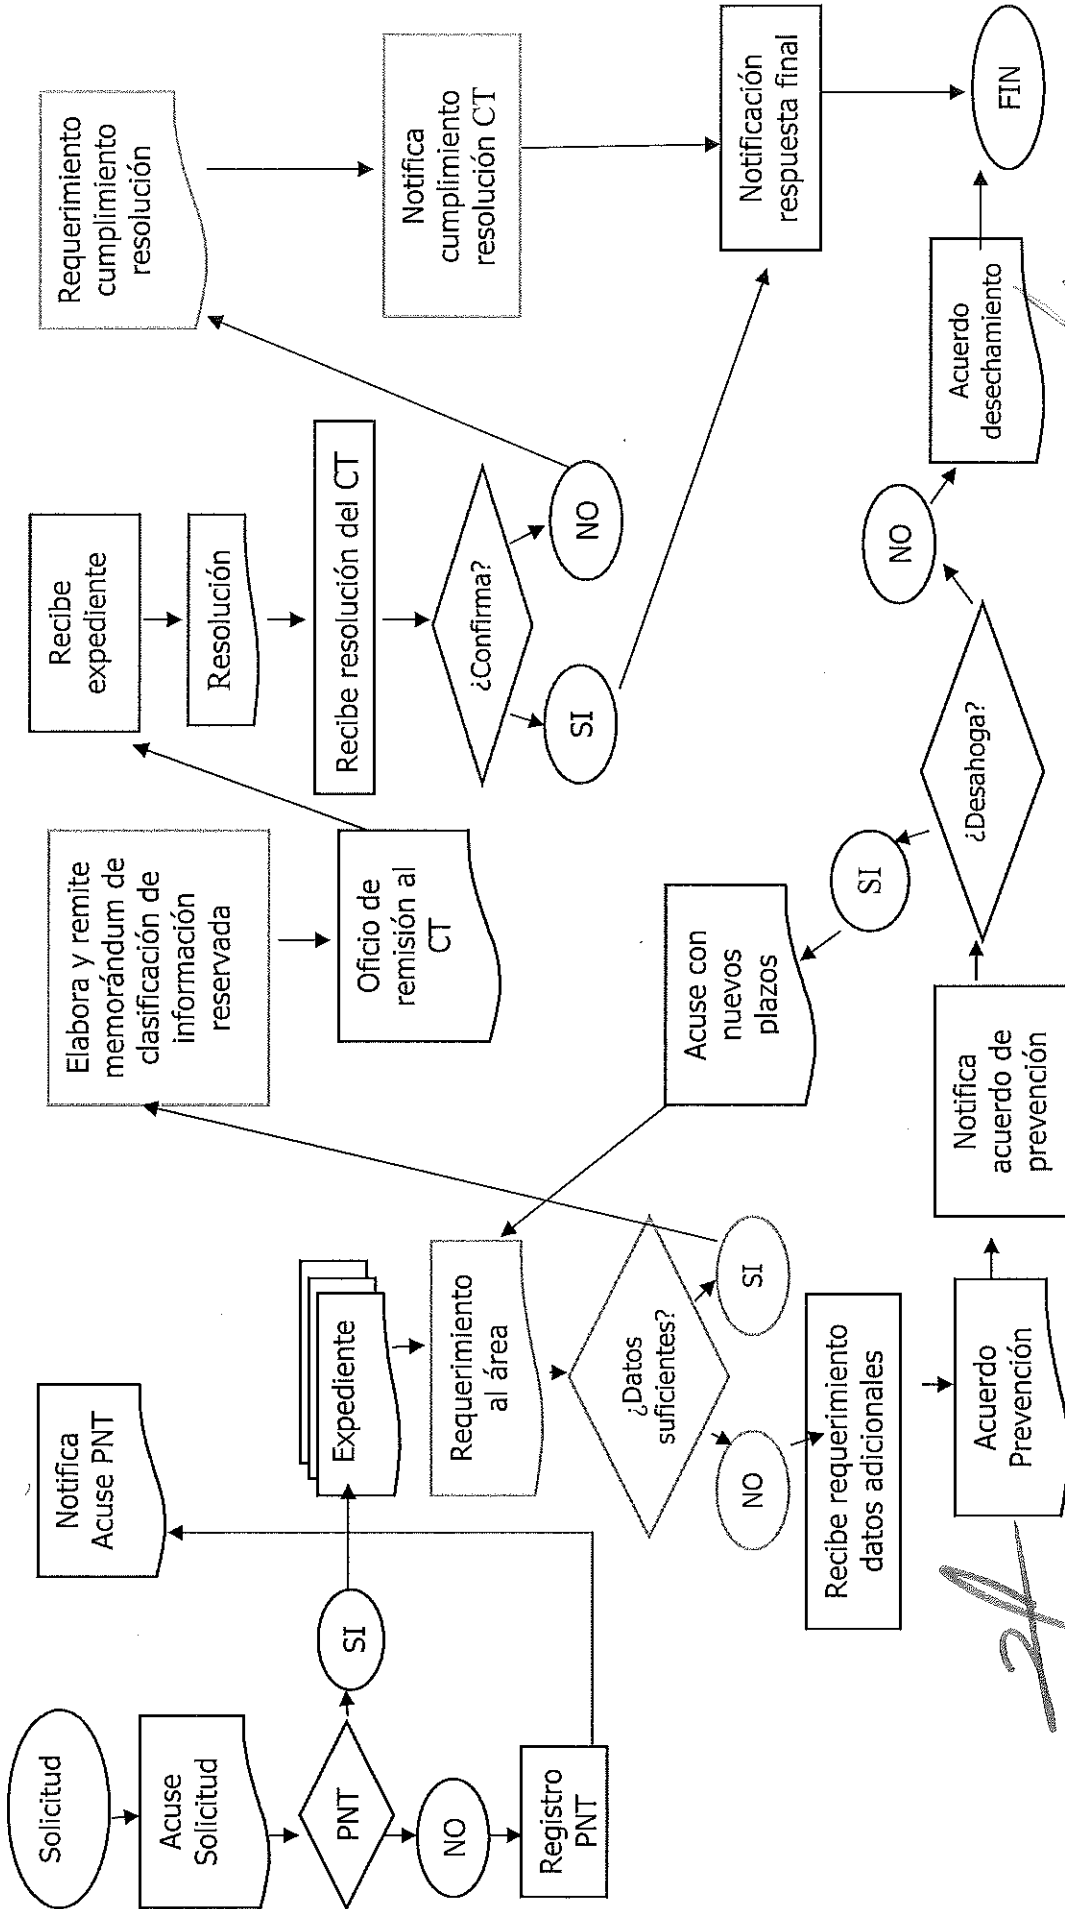 Solicitud
Acuse
Solicitud
PNT
SI
NO
Registro
PNT
Notifica
Acuse PNT
Expediente
Requerimiento
al área
¿Datos
suficientes?
SI
NO
Recibe requerimiento
datos adicionales
Acuerdo
Prevención
Notifica
acuerdo de
prevención
¿Desahoga?
SI
NO
Acuse con
nuevos
plazos
Acuerdo
desechamiento
Elabora y remite
memorándum de
clasificación de
información
reservada
Oficio de
remisión al
CT
Recibe
expediente
Resolución
Recibe resolución del CT
¿Confirma?
SI
NO
Requerimiento
cumplimiento
resolución
Notifica
cumplimiento
resolución CT
Notificación
respuesta final
FIN